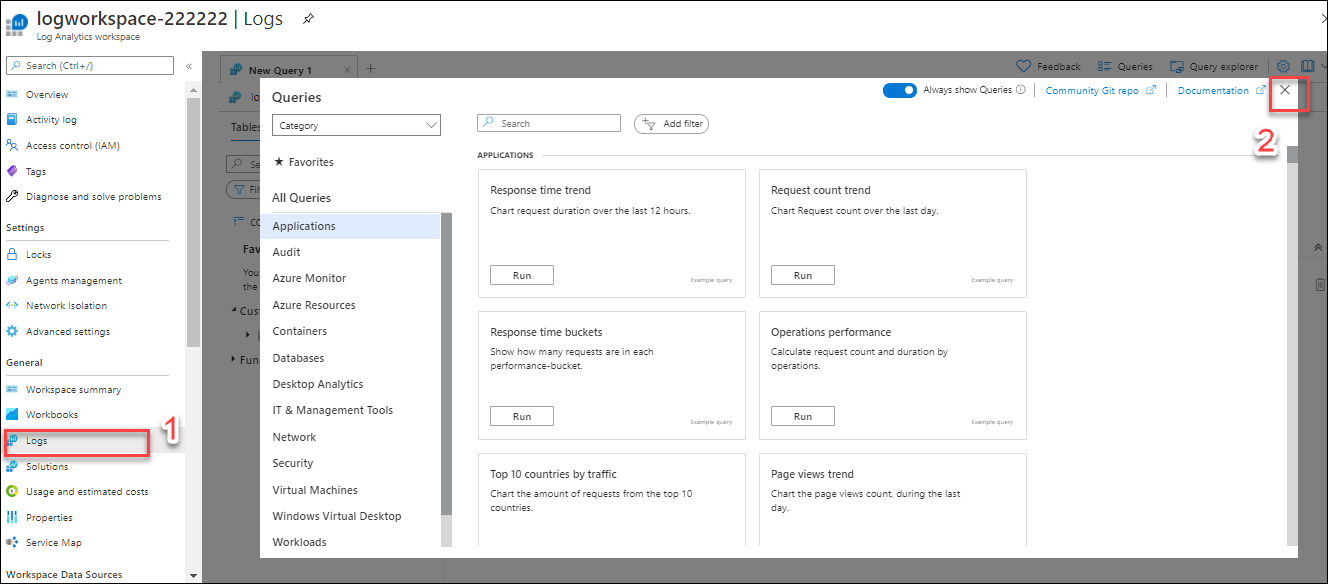 logworkspace-222222 | Logs
Log Analytics workspace
Search (Ctrl+/)
«
Overview
Activity log
Access control (IAM)
Tags
Diagnose and solve problems
Settings
Locks
Agents management
Network Isolation
Advanced settings
General
Workspace summary
Workbooks
Logs
1
Solutions
Usage and estimated costs
Properties
Service Map
Workspace Data Sources
New Query 1
Feedback
Queries
Query explorer
lo
Tables
Se
Fil
Fav
You
the
Cus
Fun
Queries
Always show Queries
Community Git repo
Documentation
2
Category
Search
Add filter
Favorites
All Queries
Applications
Audit
Azure Monitor
Azure Resources
Containers
Databases
Desktop Analytics
IT & Management Tools
Network
Security
Virtual Machines
Windows Virtual Desktop
Workloads
APPLICATIONS
Response time trend
Chart request duration over the last 12 hours.
Run
Example query
Request count trend
Chart Request count over the last day.
Run
Example query
Response time buckets
Show how many requests are in each
performance-bucket.
Run
Example query
Operations performance
Calculate request count and duration by
operations.
Run
Example query
Top 10 countries by traffic
Chart the amount of requests from the top 10
countries.
Page views trend
Chart the page views count, during the last
day.